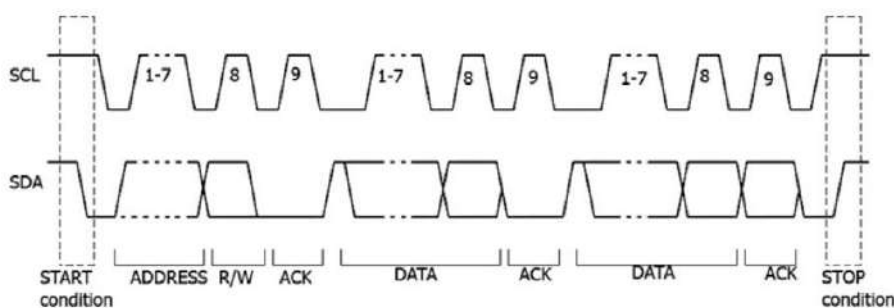 SCL 1-7 8 9 1-7 8 9 1-7 8 9
SDA
START ADDRESS R/W ACK DATA ACK DATA ACK STOP
condition condition